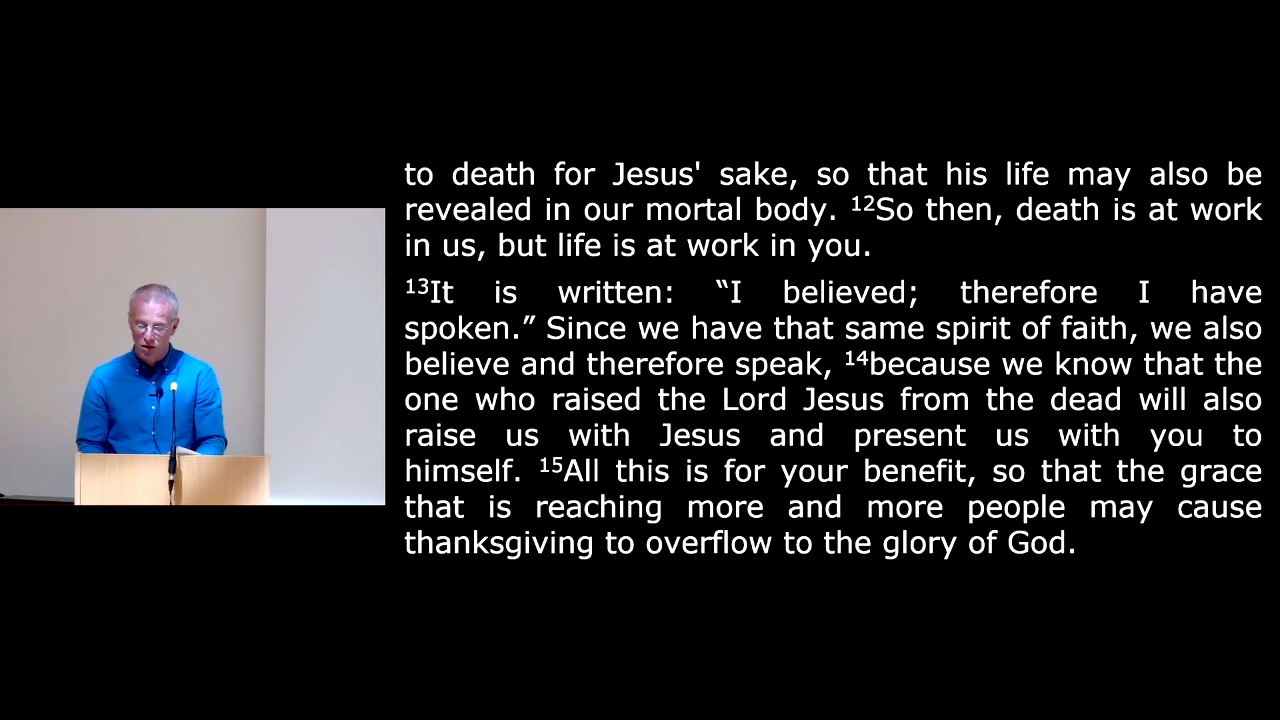 to death for Jesus' sake, so that his life may also be
revealed in our mortal body. ¹²So then, death is at work
in us, but life is at work in you.
¹³It is written: “I believed; therefore I have
spoken.” Since we have that same spirit of faith, we also
believe and therefore speak, ¹⁴because we know that the
one who raised the Lord Jesus from the dead will also
raise us with Jesus and present us with you to
himself. ¹⁵All this is for your benefit, so that the grace
that is reaching more and more people may cause
thanksgiving to overflow to the glory of God.